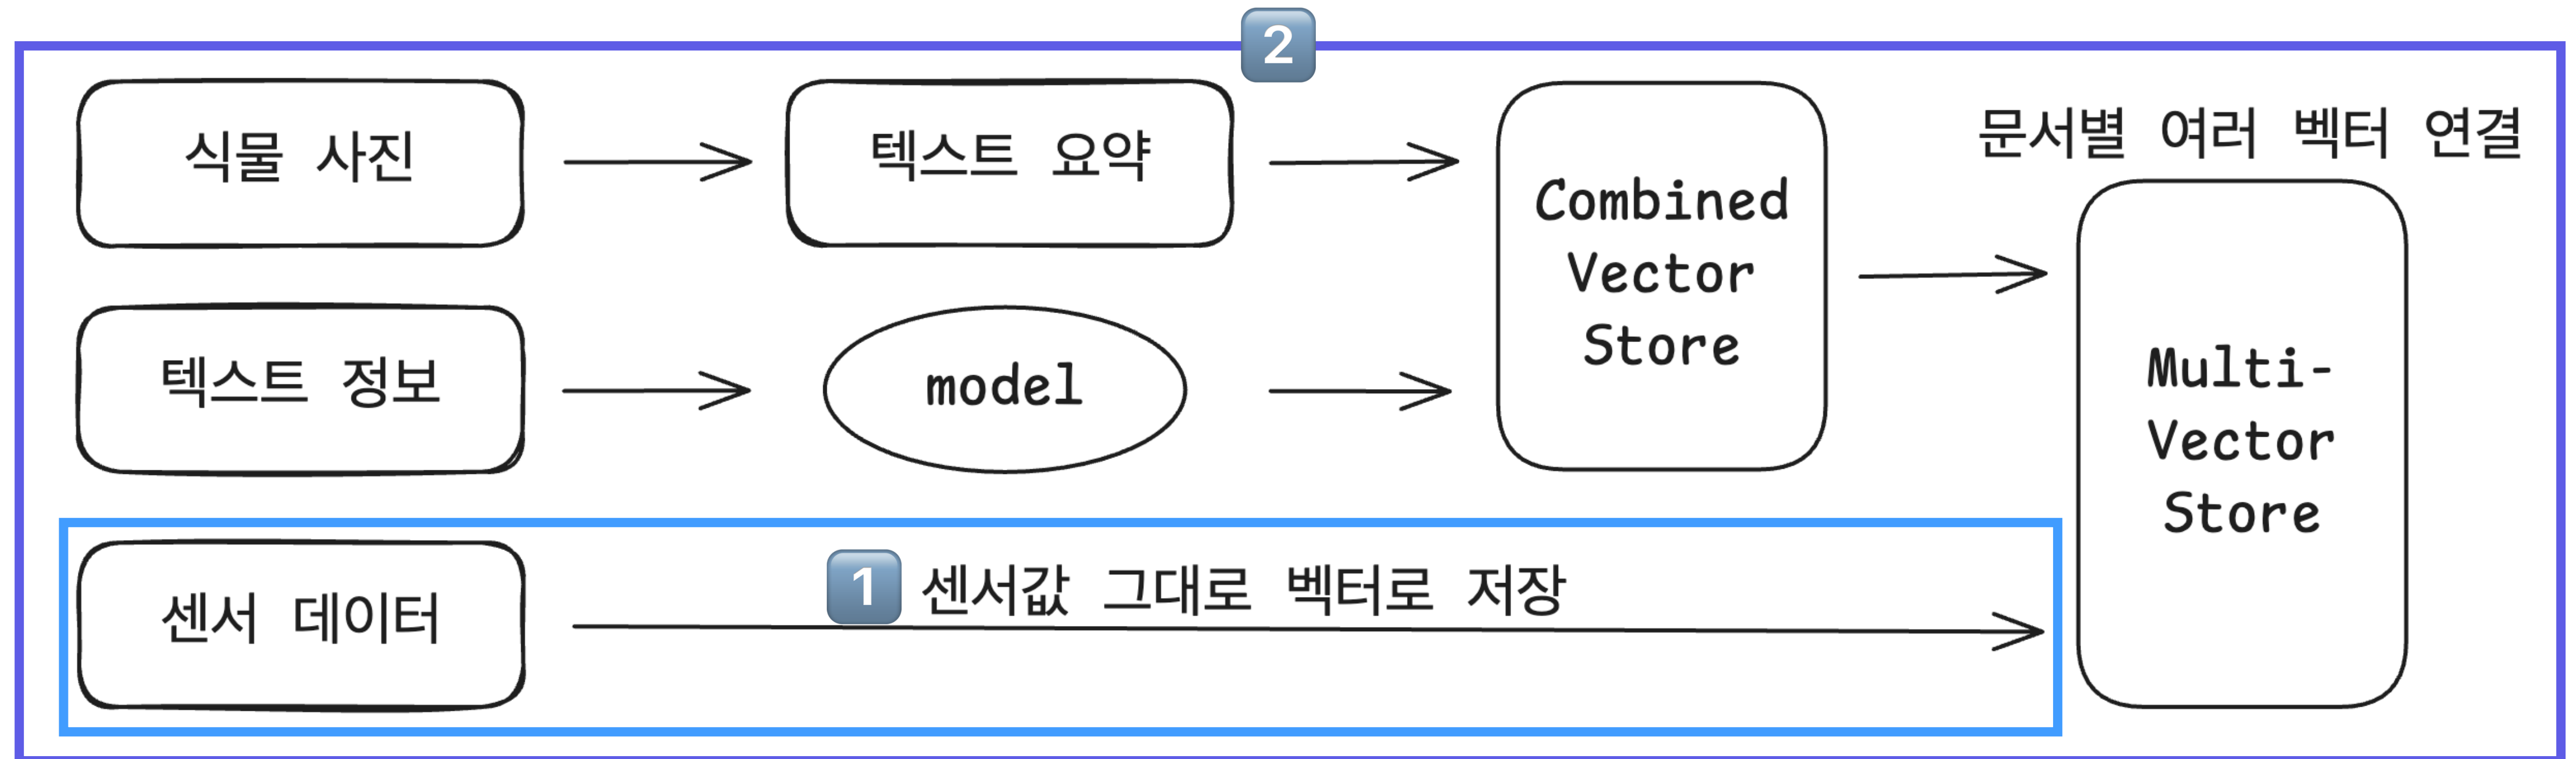 2
식물 사진
텍스트 요약
Combined
Vector
Store
문서별 여러 벡터 연결
텍스트 정보
model
Multi-
Vector
Store
센서 데이터
1 센서값 그대로 벡터로 저장